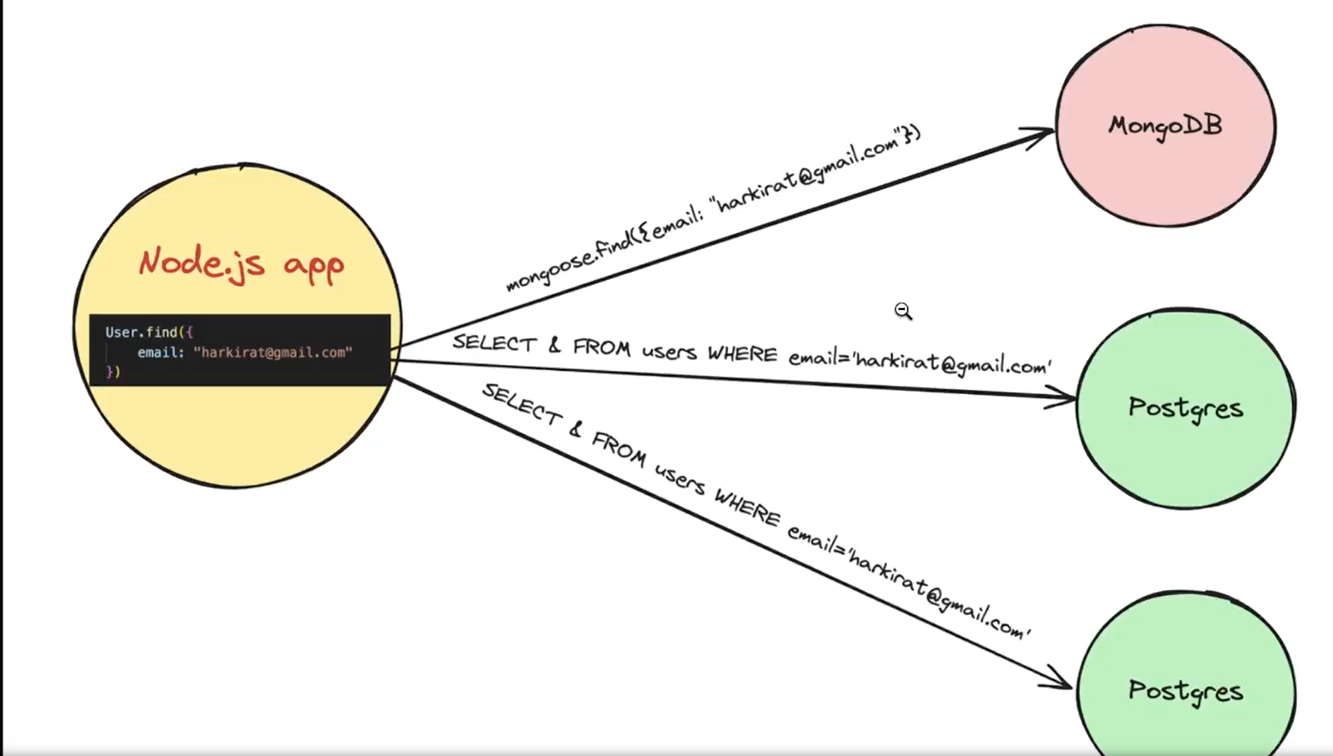 MongoDB
mongoose.find({email: "harkirat@gmail.com"})
Node.js app
User.find({
email: "harkirat@gmail.com"
})
SELECT & FROM users WHERE email='harkirat@gmail.com'
Postgres
SELECT & FROM users WHERE email='harkirat@gmail.com'
Postgres